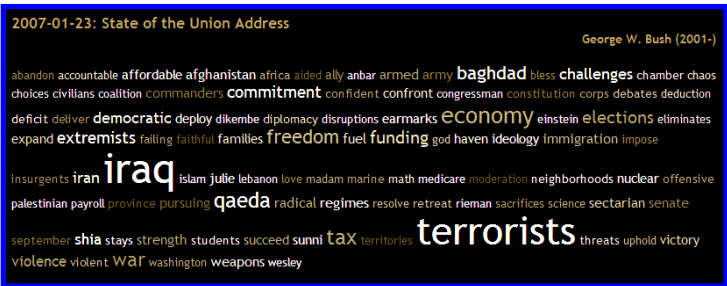 2007-01-23: State of the Union Address
George W. Bush (2001-)
abandon accountable affordable afghanistan africa aided ally anbar armed army baghdad bless challenges chamber chaos
choices civilians coalition commanders commitment confident confront congressman constitution corps debates deduction
deficit deliver democratic deploy dikembe diplomacy disruptions earmarks economy einstein elections eliminates
expand extremists failing faithful families freedom fuel funding god haven ideology immigration impose
insurgents iran iraq islam julie lebanon love madam marine math medicare moderation neighborhoods nuclear offensive
palestinian payroll province pursuing qaeda radical regimes resolve retreat rieman sacrifices science sectarian senate
september shia stays strength students succeed sunni tax territories terrorists threats uphold victory
violence violent war washington weapons wesley